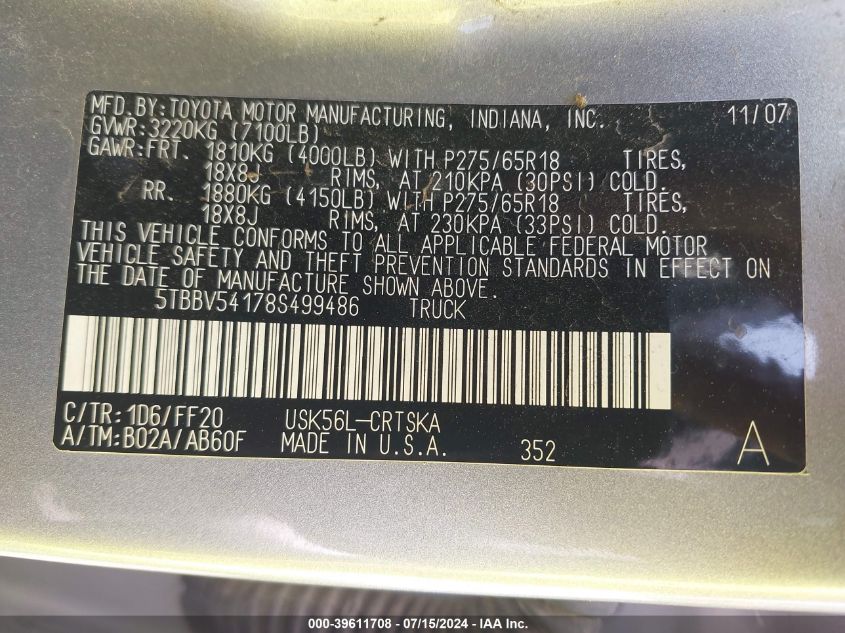 MFD. BY: TOYOTA MOTOR MANUFACTURING, INDIANA, INC. 11/07
GVWR: 3220KG (7100LB)
GAWR: FRT. 1810KG (4000LB) WITH P275/65R18 TIRES,
18X8J RIMS, AT 210KPA (30PSI) COLD.
RR. 1880KG (4150LB) WITH P275/65R18 TIRES,
18X8J RIMS, AT 230KPA (33PSI) COLD.
THIS VEHICLE CONFORMS TO ALL APPLICABLE FEDERAL MOTOR
VEHICLE SAFETY AND THEFT PREVENTION STANDARDS IN EFFECT ON
THE DATE OF MANUFACTURE SHOWN ABOVE.
5TBBV54178S499486 TRUCK
C/TR: 1D6/FF20 USK56L-CRTSKA
A/TM: B02A/AB60F MADE IN U.S.A. 352 A
000-39611708 - 07/15/2024 - IAA Inc.